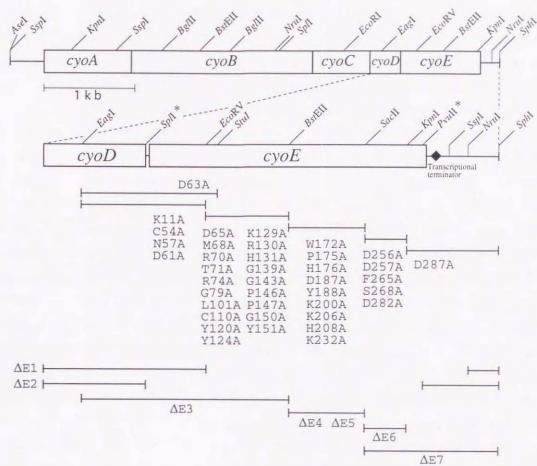 AseI SspI KpnI SspI BglII BstEII BglII NruI SplI EcoRI EagI EcoRV BstEII KpnI NruI SphI
cyoA cyoB cyoC cyoD cyoE
1 kb
EagI SplI* EcoRV StuI BstEII SacII KpnI PvuII* SspI NruI SphI
cyoD cyoE
Transcriptional
terminator
D63A
K11A
C54A
N57A
D61A
D65A K129A
M68A R130A
R70A H131A
T71A G139A
R74A G143A
G79A P146A
L101A P147A
C110A G150A
Y120A Y151A
Y124A
W172A
P175A
H176A
D187A
Y188A
K200A
K206A
H208A
K232A
D256A
D257A
F265A
S268A
D282A
D287A
ΔE1
ΔE2
ΔE3
ΔE4 ΔE5
ΔE6
ΔE7